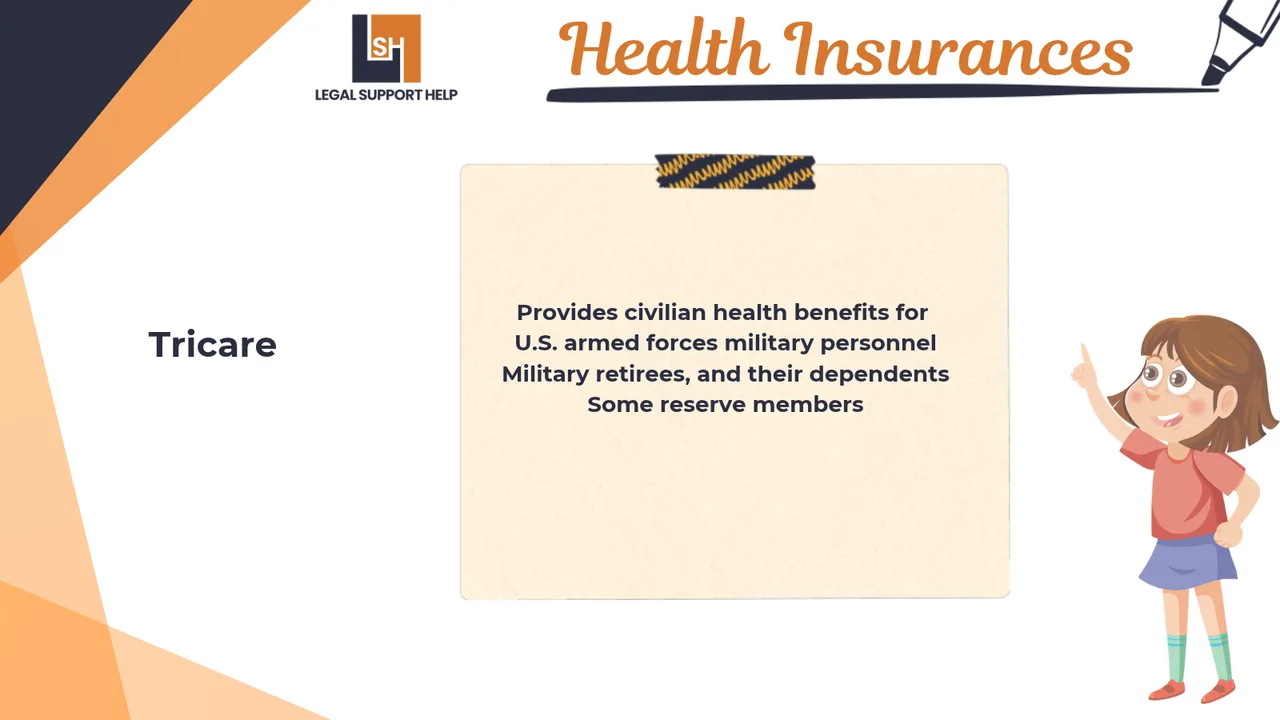 SH
LEGAL SUPPORT HELP
Health Insurances
Tricare
Provides civilian health benefits for
U.S. armed forces military personnel
Military retirees, and their dependents
Some reserve members